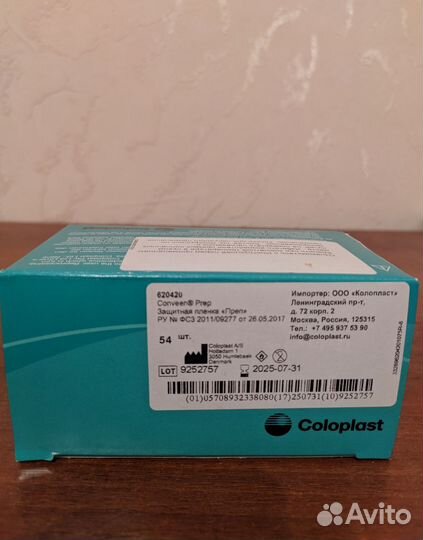 620420
Conveen® Prep
Защитная пленка «Преп»
РУ № ФСЗ 2011/09277 от 26.05.2017
54 шт.
Импортер: ООО «Колопласт»
Ленинградский пр-т,
д. 72 корп. 2
Москва, Россия, 125315
Тел.: +7 495 937 53 90
info@coloplast.ru
Coloplast A/S
Holtedam 1
3050 Humlebaek
Denmark
LOT 9252757
2025-07-31
(01)05708932338080(17)250731(10)9252757
Coloplast
Avito